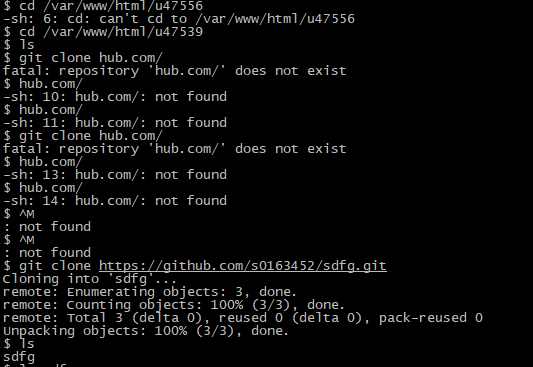 $ cd /var/www/html/u47556
-sh: 6: cd: can't cd to /var/www/html/u47556
$ cd /var/www/html/u47539
$ ls
$ git clone hub.com/
fatal: repository 'hub.com/' does not exist
$ hub.com/
-sh: 10: hub.com/: not found
$ hub.com/
-sh: 11: hub.com/: not found
$ git clone hub.com/
fatal: repository 'hub.com/' does not exist
$ hub.com/
-sh: 13: hub.com/: not found
$ hub.com/
-sh: 14: hub.com/: not found
$ ^M
: not found
$ ^M
: not found
$ git clone https://github.com/s0163452/sdfg.git
Cloning into 'sdfg'...
remote: Enumerating objects: 3, done.
remote: Counting objects: 100% (3/3), done.
remote: Total 3 (delta 0), reused 0 (delta 0), pack-reused 0
Unpacking objects: 100% (3/3), done.
$ ls
sdfg